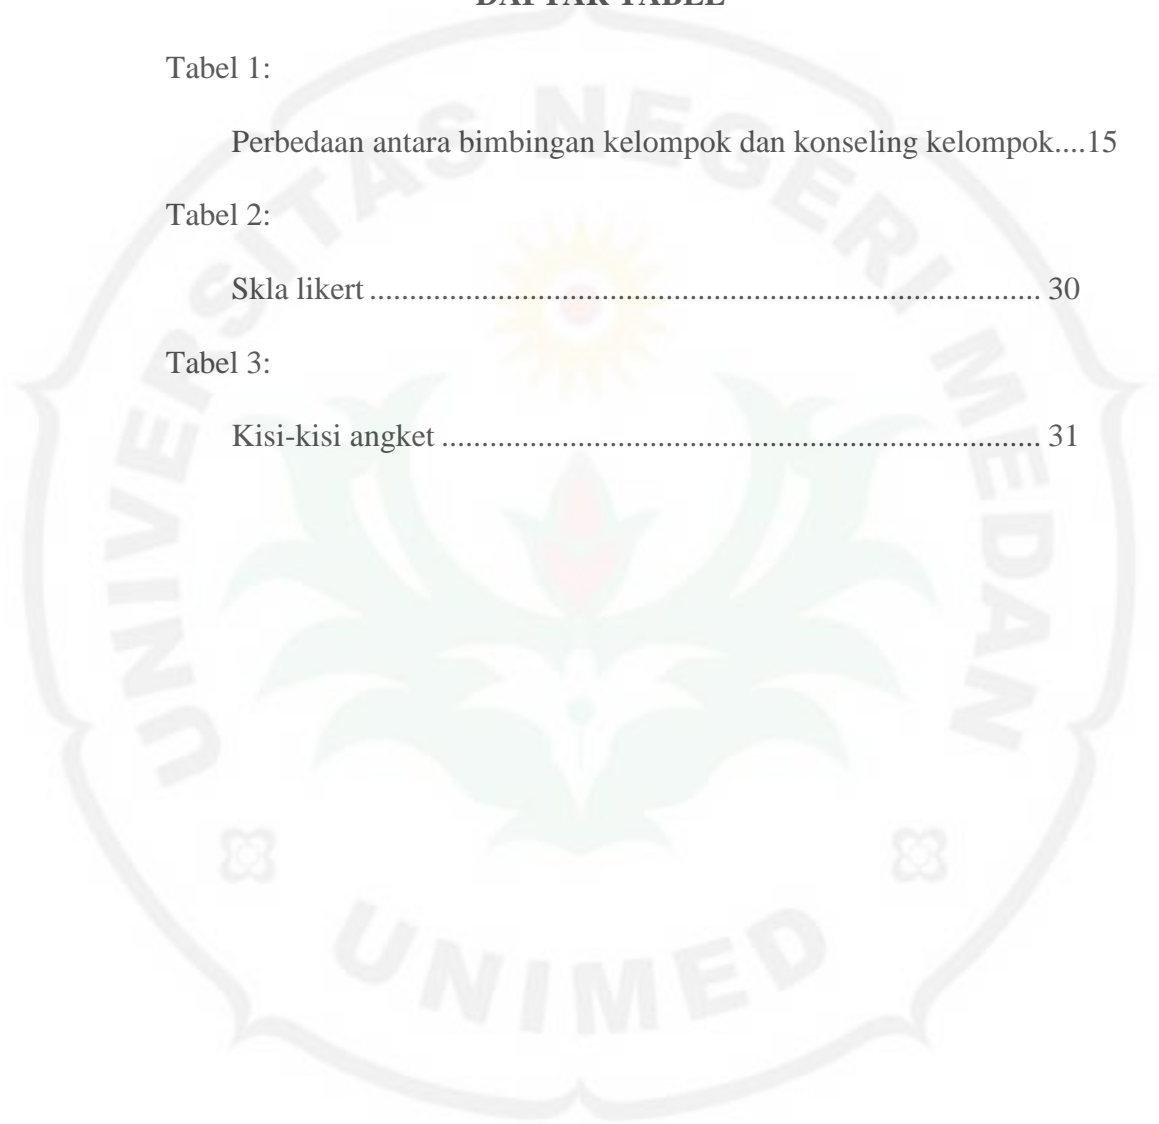 DAFTAR TABEL
Tabel 1:
Perbedaan antara bimbingan kelompok dan konseling kelompok....15
Tabel 2:
Skla likert .................................................................................... 30
Tabel 3:
Kisi-kisi angket ........................................................................... 31
UNIVERSITAS NEGERI MEDAN
UNIMED